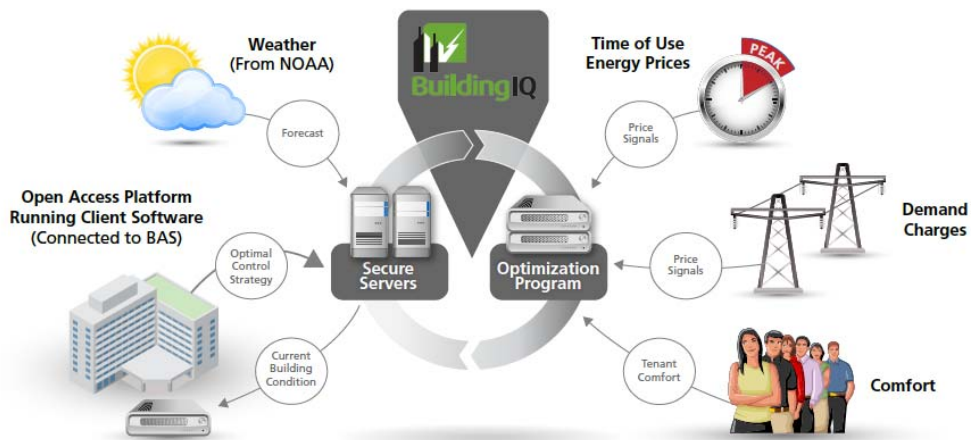 Weather
(From NOAA)
Forecast
BuildingIQ
Time of Use
Energy Prices
PEAK
Price
Signals
Open Access Platform
Running Client Software
(Connected to BAS)
Optimal
Control
Strategy
Secure
Servers
Optimization
Program
Price
Signals
Demand
Charges
Current
Building
Condition
Tenant
Comfort
Comfort